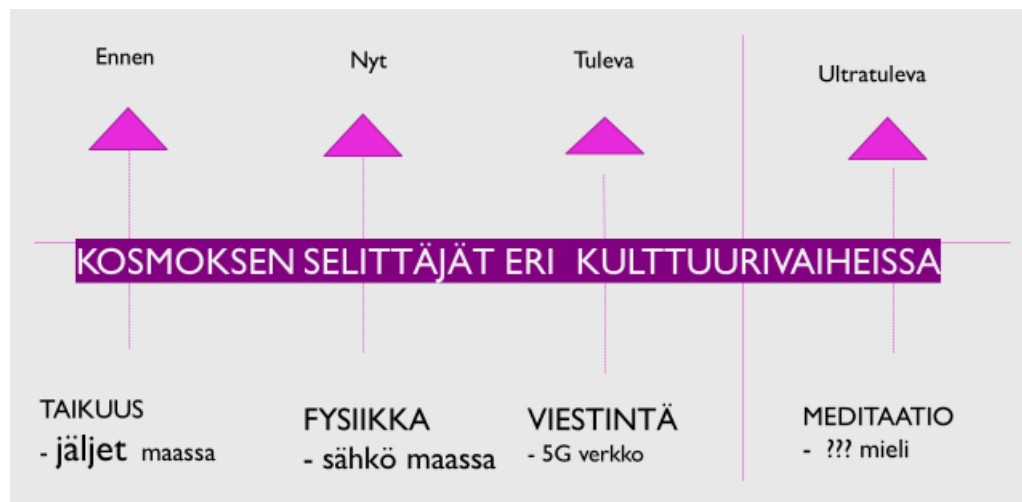 Ennen
Nyt
Tuleva
Ultratuleva
KOSMOKSEN SELITTÄJÄT ERI KULTTUURIVAIHEISSA
TAIKUUS
- jäljet maassa
FYSIIKKA
- sähkö maassa
VIESTINTÄ
- 5G verkko
MEDITAATIO
- ??? mieli